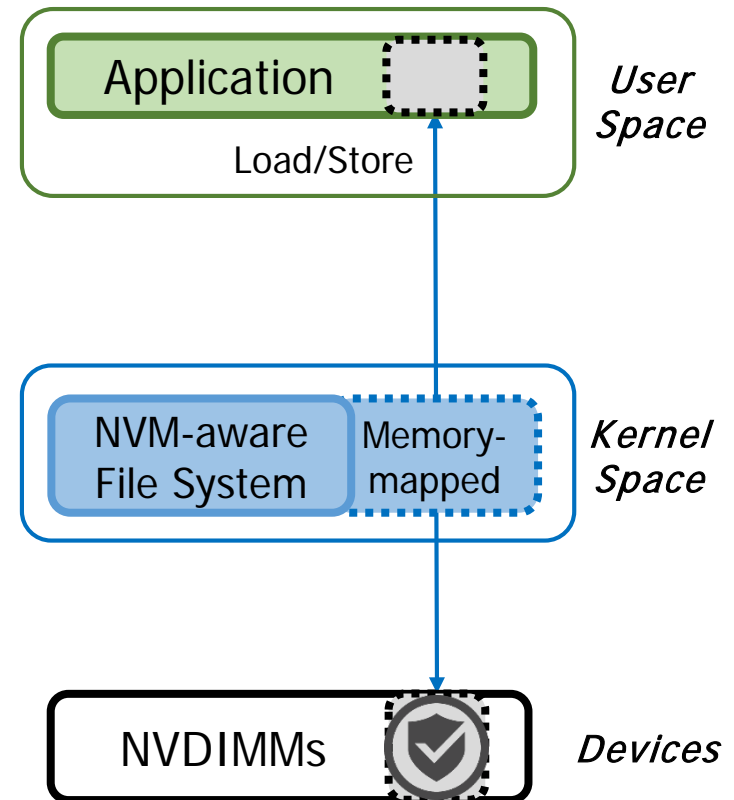 Application
User
Space
Load/Store
NVM-aware
File System
Memory-
mapped
Kernel
Space
NVDIMMs
Devices